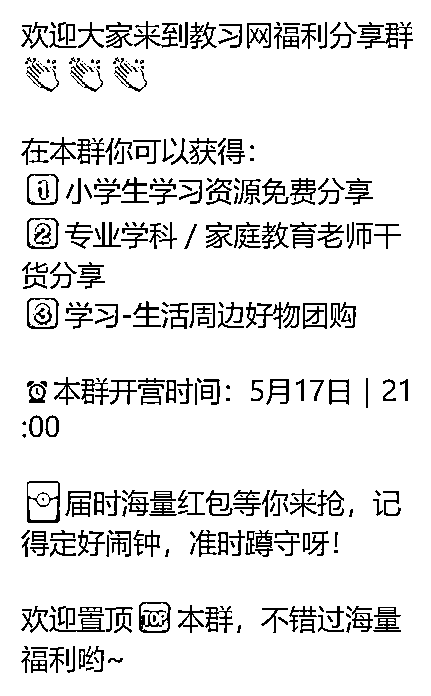 欢迎大家来到教习网福利分享群
👏👏👏
在本群你可以获得：
1️⃣小学生学习资源免费分享
2️⃣专业学科 / 家庭教育老师干
货分享
3️⃣学习-生活周边好物团购
⏰本群开营时间：5月17日｜21
:00
🧧届时海量红包等你来抢，记
得定好闹钟，准时蹲守呀！
欢迎置顶🔝本群，不错过海量
福利哟~